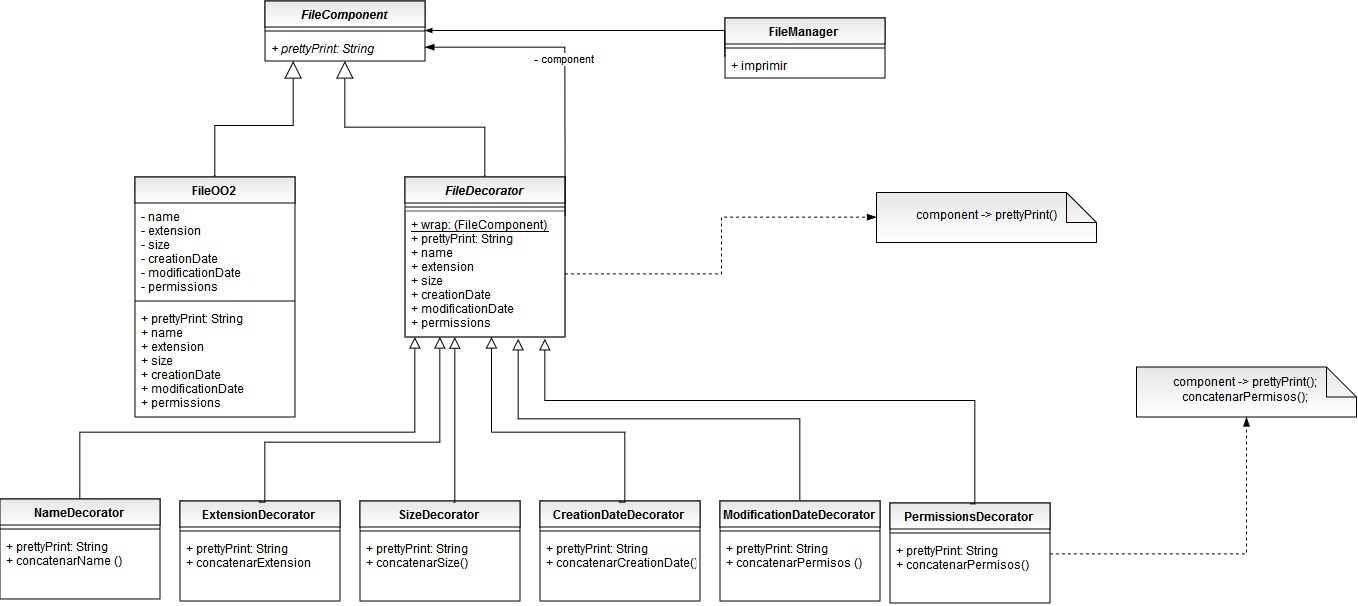 FileComponent
+ prettyPrint: String
FileManager
+ imprimir
- component
FileOO2
- name
- extension
- size
- creationDate
- modificationDate
- permissions
+ prettyPrint: String
+ name
+ extension
+ size
+ creationDate
+ modificationDate
+ permissions
FileDecorator
+ wrap: (FileComponent)
+ prettyPrint: String
+ name
+ extension
+ size
+ creationDate
+ modificationDate
+ permissions
component -> prettyPrint()
component -> prettyPrint();
concatenarPermisos();
NameDecorator
+ prettyPrint: String
+ concatenarName ()
ExtensionDecorator
+ prettyPrint: String
+ concatenarExtension
SizeDecorator
+ prettyPrint: String
+ concatenarSize()
CreationDateDecorator
+ prettyPrint: String
+ concatenarCreationDate()
ModificationDateDecorator
+ prettyPrint: String
+ concatenarPermisos ()
PermissionsDecorator
+ prettyPrint: String
+ concatenarPermisos()